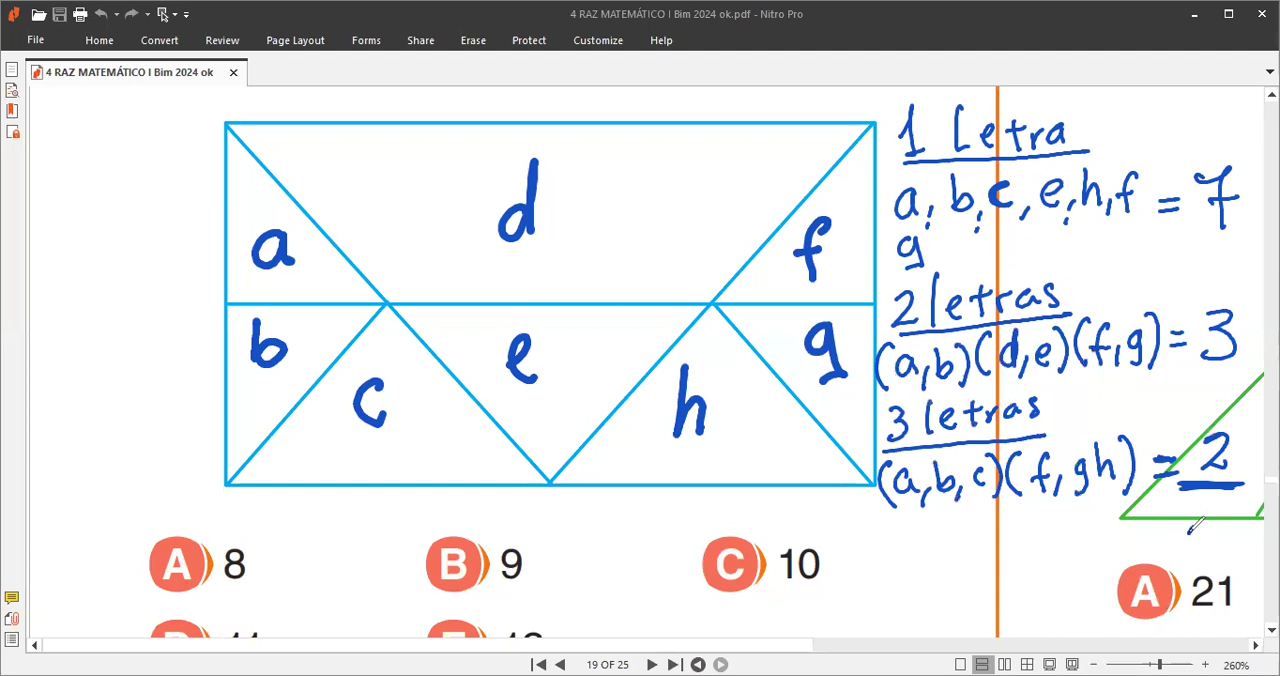 4 RAZ MATEMÁTICO I Bim 2024 ok.pdf - Nitro Pro
File Home Convert Review Page Layout Forms Share Erase Protect Customize Help
4 RAZ MATEMÁTICO I Bim 2024 ok
d
a
f
b
e
g
c
h
1 Letra
a, b, c, e, h, f = 7
g
2 letras
(a,b)(d,e)(f,g) = 3
3 letras
(a,b,c)(f,gh) = 2
A 8
B 9
C 10
A 21
19 OF 25
260%